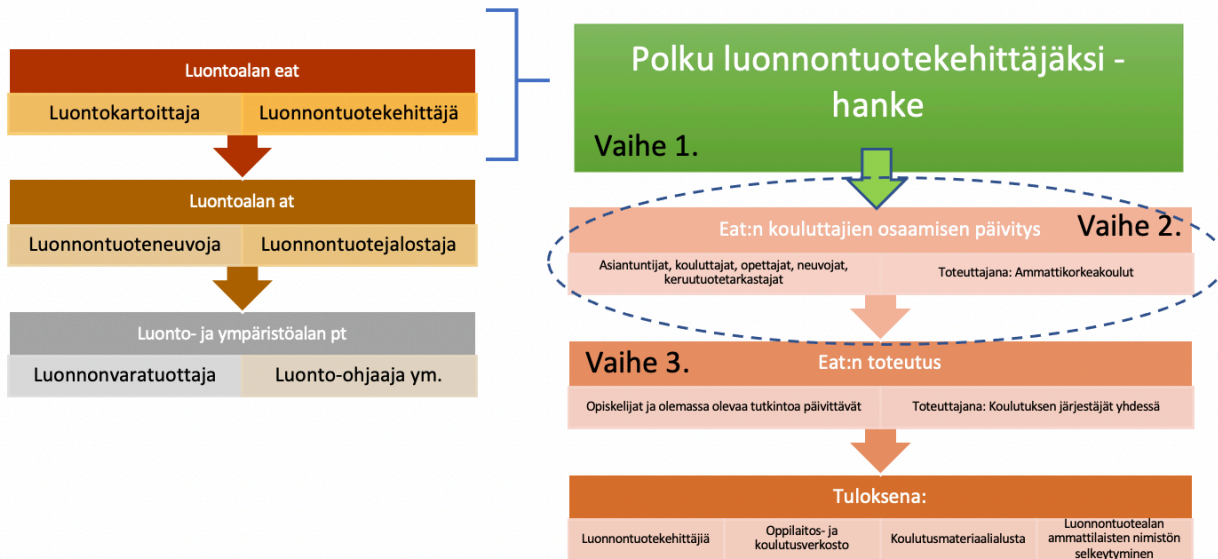 Luontoalan eat
Luontokartoittaja
Luonnontuotekehittäjä
Luontoalan at
Luonnontuoteneuvoja
Luonnontuotejalostaja
Luonto- ja ympäristöalan pt
Luonnonvaratuottaja
Luonto-ohjaaja ym.
Polku luonnontuotekehittäjäksi -
hanke
Vaihe 1.
Eat:n kouluttajien osaamisen päivitys
Vaihe 2.
Asiantuntijat, kouluttajat, opettajat, neuvojat,
keruutuotetarkastajat
Toteuttajana: Ammattikorkeakoulut
Vaihe 3.
Eat:n toteutus
Opiskelijat ja olemassa olevaa tutkintoa päivittävät
Toteuttajana: Koulutuksen järjestäjät yhdessä
Tuloksena:
Luonnontuotekehittäjiä
Oppilaitos- ja
koulutusverkosto
Koulutusmateriaalialusta
Luonnontuotealan
ammattilaisten nimistön
selkeytyminen